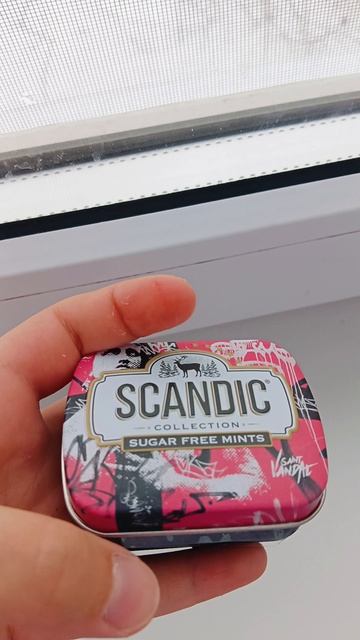 SCANDIC®
COLLECTION
SUGAR FREE MINTS
SAINT
VANDAL